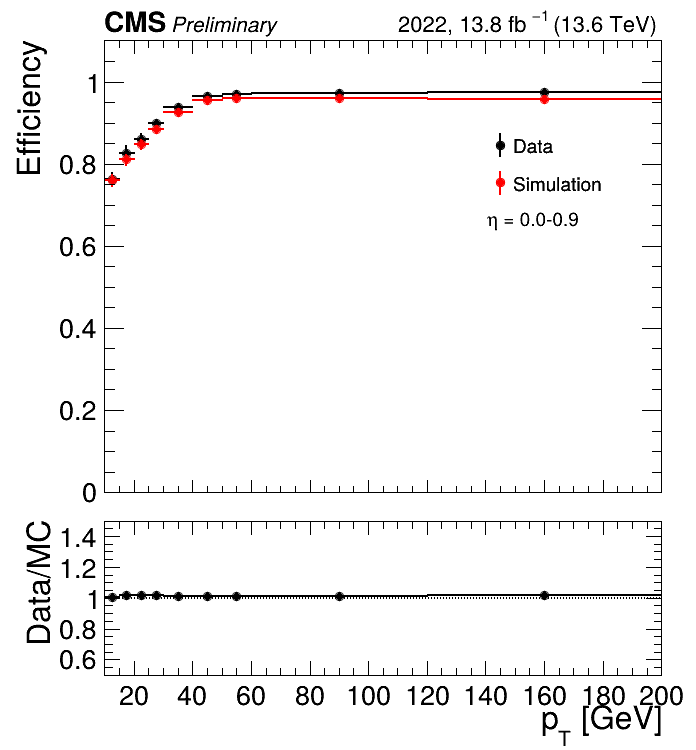 CMS Preliminary 2022, 13.8 fb⁻¹ (13.6 TeV)
Efficiency
1
0.8
0.6
0.4
0.2
0
Data
Simulation
η = 0.0-0.9
Data/MC
1.4
1.2
1
0.8
0.6
20 40 60 80 100 120 140 160 180 200
p_T [GeV]